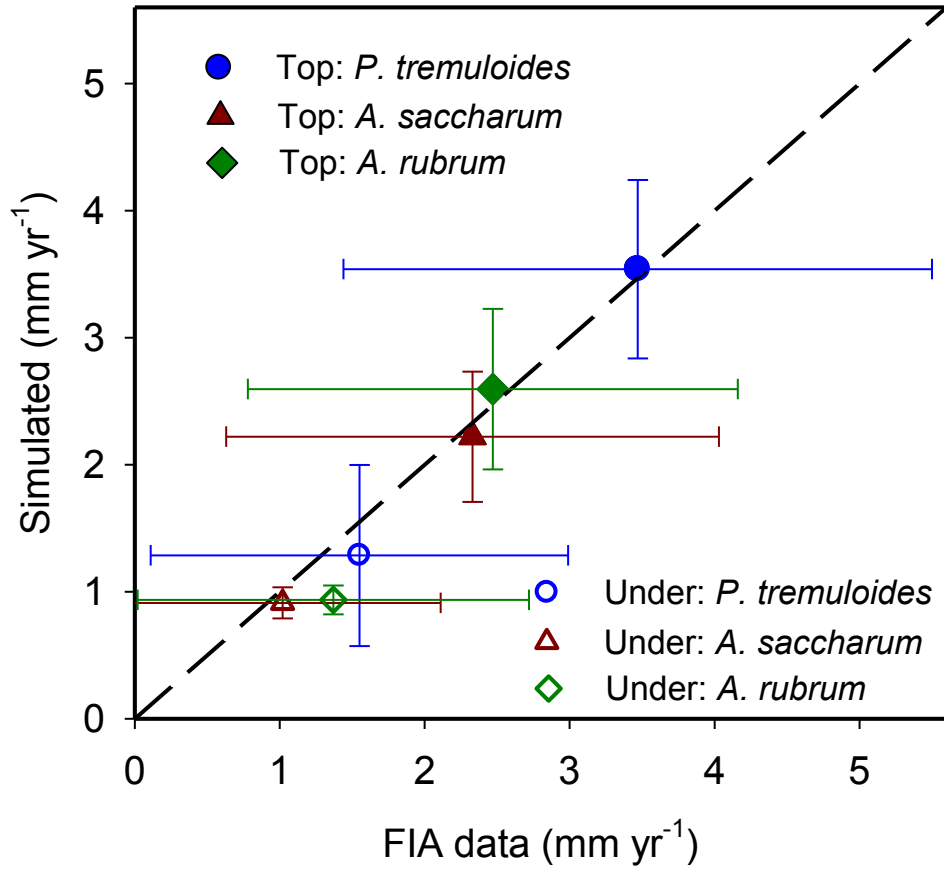 Top: P. tremuloides
Top: A. saccharum
Top: A. rubrum
5
4
3
2
1
0
Simulated (mm yr⁻¹)
Under: P. tremuloides
Under: A. saccharum
Under: A. rubrum
0 1 2 3 4 5
FIA data (mm yr⁻¹)